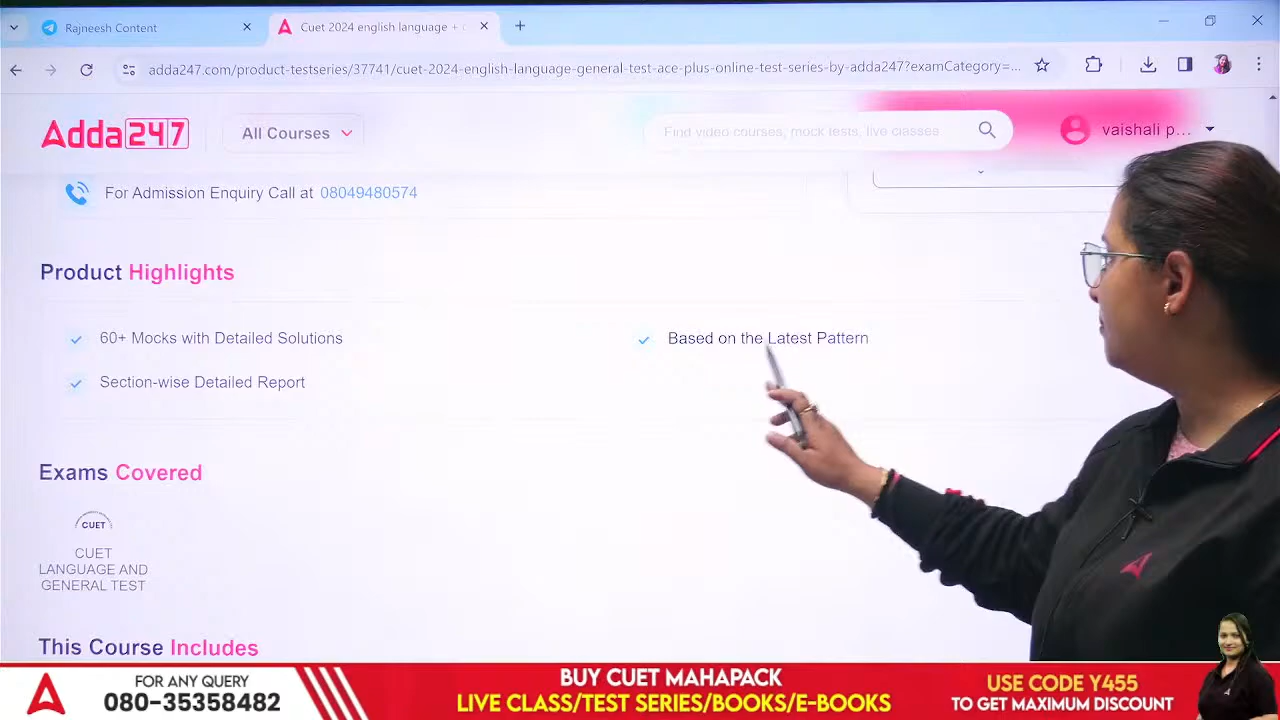 Rajneesh Content
Cuet 2024 english language +
adda247.com/product-testseries/37741/cuet-2024-english-language-general-test-ace-plus-online-test-series-by-adda247?examCategory=...
Adda247
All Courses
Find video courses, mock tests, live classes
vaishali p...
For Admission Enquiry Call at 08049480574
Product Highlights
60+ Mocks with Detailed Solutions
Based on the Latest Pattern
Section-wise Detailed Report
Exams Covered
CUET
CUET
LANGUAGE AND
GENERAL TEST
This Course Includes
FOR ANY QUERY
080-35358482
BUY CUET MAHAPACK
LIVE CLASS/TEST SERIES/BOOKS/E-BOOKS
USE CODE Y455
TO GET MAXIMUM DISCOUNT